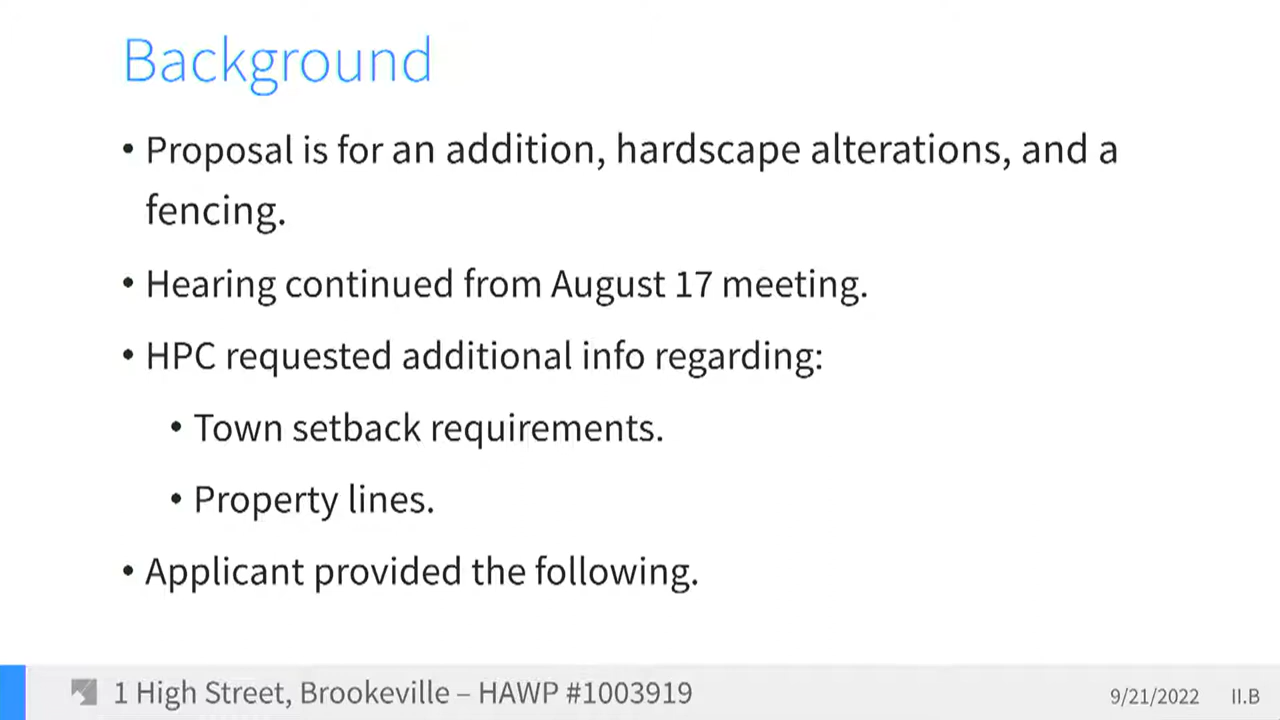 Background
• Proposal is for an addition, hardscape alterations, and a
fencing.
• Hearing continued from August 17 meeting.
• HPC requested additional info regarding:
• Town setback requirements.
• Property lines.
• Applicant provided the following.
1 High Street, Brookeville – HAWP #1003919 9/21/2022 II.B